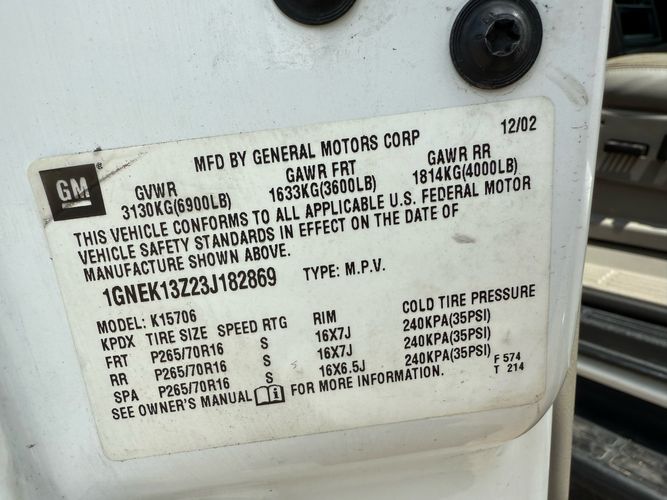 12/02
MFD BY GENERAL MOTORS CORP
GM®
GVWR GAWR FRT GAWR RR
3130KG(6900LB) 1633KG(3600LB) 1814KG(4000LB)
THIS VEHICLE CONFORMS TO ALL APPLICABLE U.S. FEDERAL MOTOR
VEHICLE SAFETY STANDARDS IN EFFECT ON THE DATE OF
MANUFACTURE SHOWN ABOVE.
1GNEK13Z23J182869 TYPE: M.P.V.
MODEL: K15706
KPDX TIRE SIZE SPEED RTG RIM COLD TIRE PRESSURE
FRT P265/70R16 S 16X7J 240KPA(35PSI)
RR P265/70R16 S 16X7J 240KPA(35PSI)
SPA P265/70R16 S 16X6.5J 240KPA(35PSI)
SEE OWNER'S MANUAL FOR MORE INFORMATION.
F 574
T 214